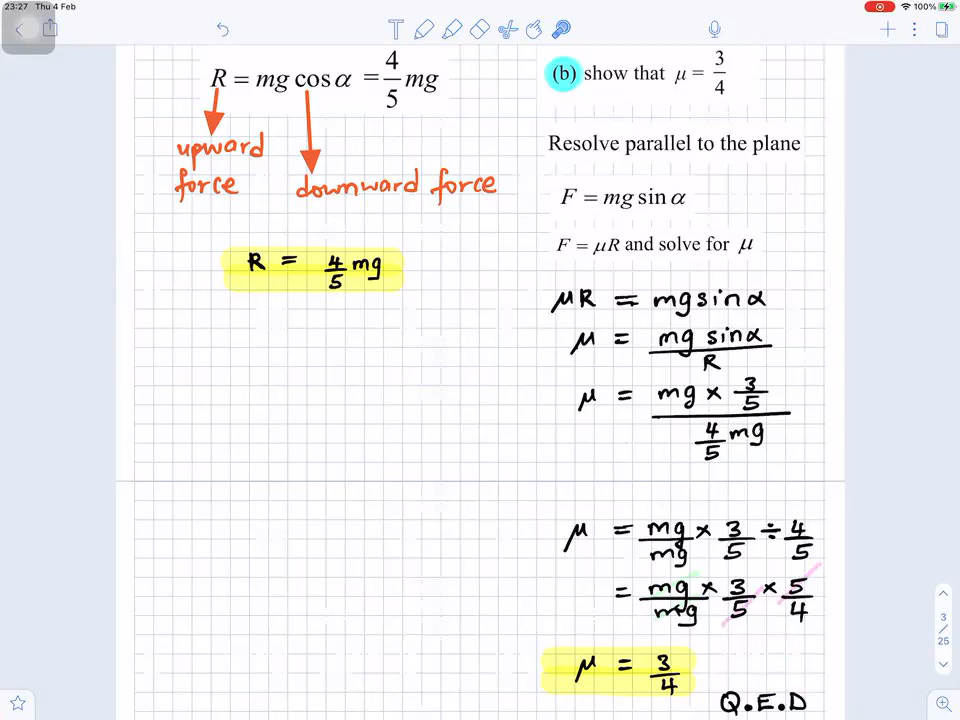 23:27 Thu 4 Feb
100%
R = mg cos α = 4/5 mg
upward
force
downward force
R = 4/5 mg
(b) show that μ = 3/4
Resolve parallel to the plane
F = mg sin α
F = μR and solve for μ
μR = mg sin α
μ = mg sinα / R
μ = mg × 3/5 / 4/5 mg
μ = mg/mg × 3/5 ÷ 4/5
= mg/mg × 3/5 × 5/4
μ = 3/4
Q.E.D
3
/
25